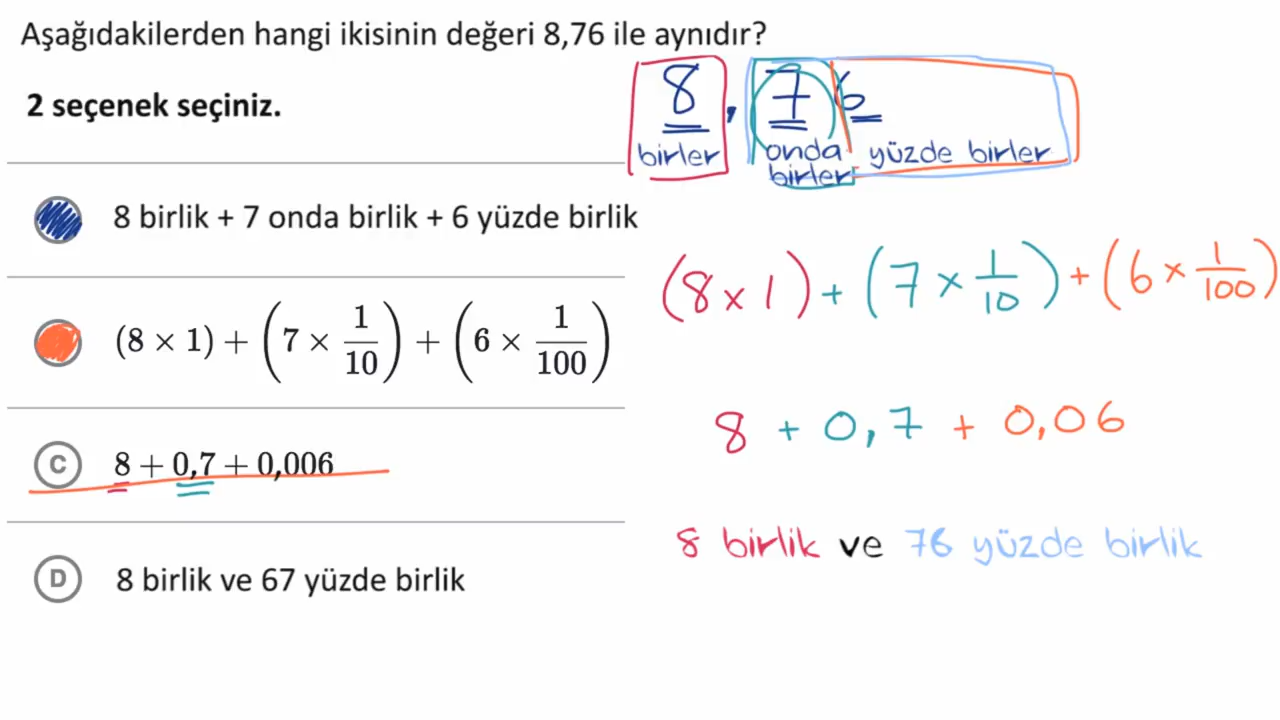 Aşağıdakilerden hangi ikisinin değeri 8,76 ile aynıdır?
2 seçenek seçiniz.
8,76
birler onda birler yüzde birler
8 birlik + 7 onda birlik + 6 yüzde birlik
(8 × 1) + (7 × 1/10) + (6 × 1/100)
(8 × 1) + (7 × 1/10) + (6 × 1/100)
8 + 0,7 + 0,06
C 8 + 0,7 + 0,006
8 birlik ve 76 yüzde birlik
D 8 birlik ve 67 yüzde birlik